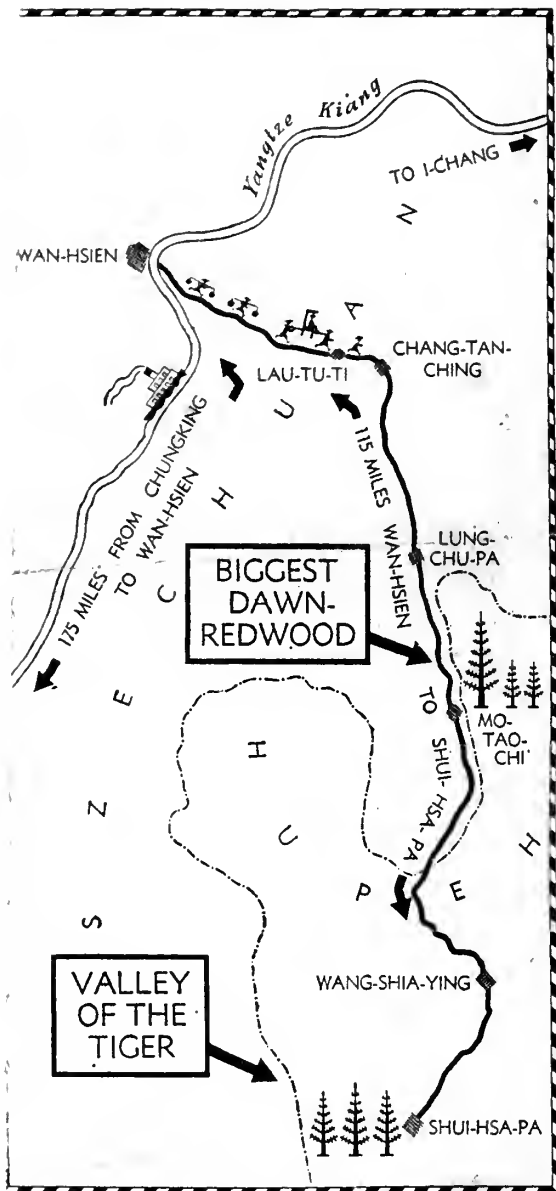 Yangtze Kiang
TO I-CHANG
WAN-HSIEN
CHANG-TAN-
CHING
LAU-TU-TI
175 MILES FROM CHUNGKING
TO WAN-HSIEN
115 MILES WAN-HSIEN
TO SHUI-HSA-PA
LUNG-
CHU-PA
BIGGEST
DAWN-
REDWOOD
MO-
TAO-
CHI
SZECHUAN
HUPEH
WANG-SHIA-YING
VALLEY
OF THE
TIGER
SHUI-HSA-PA